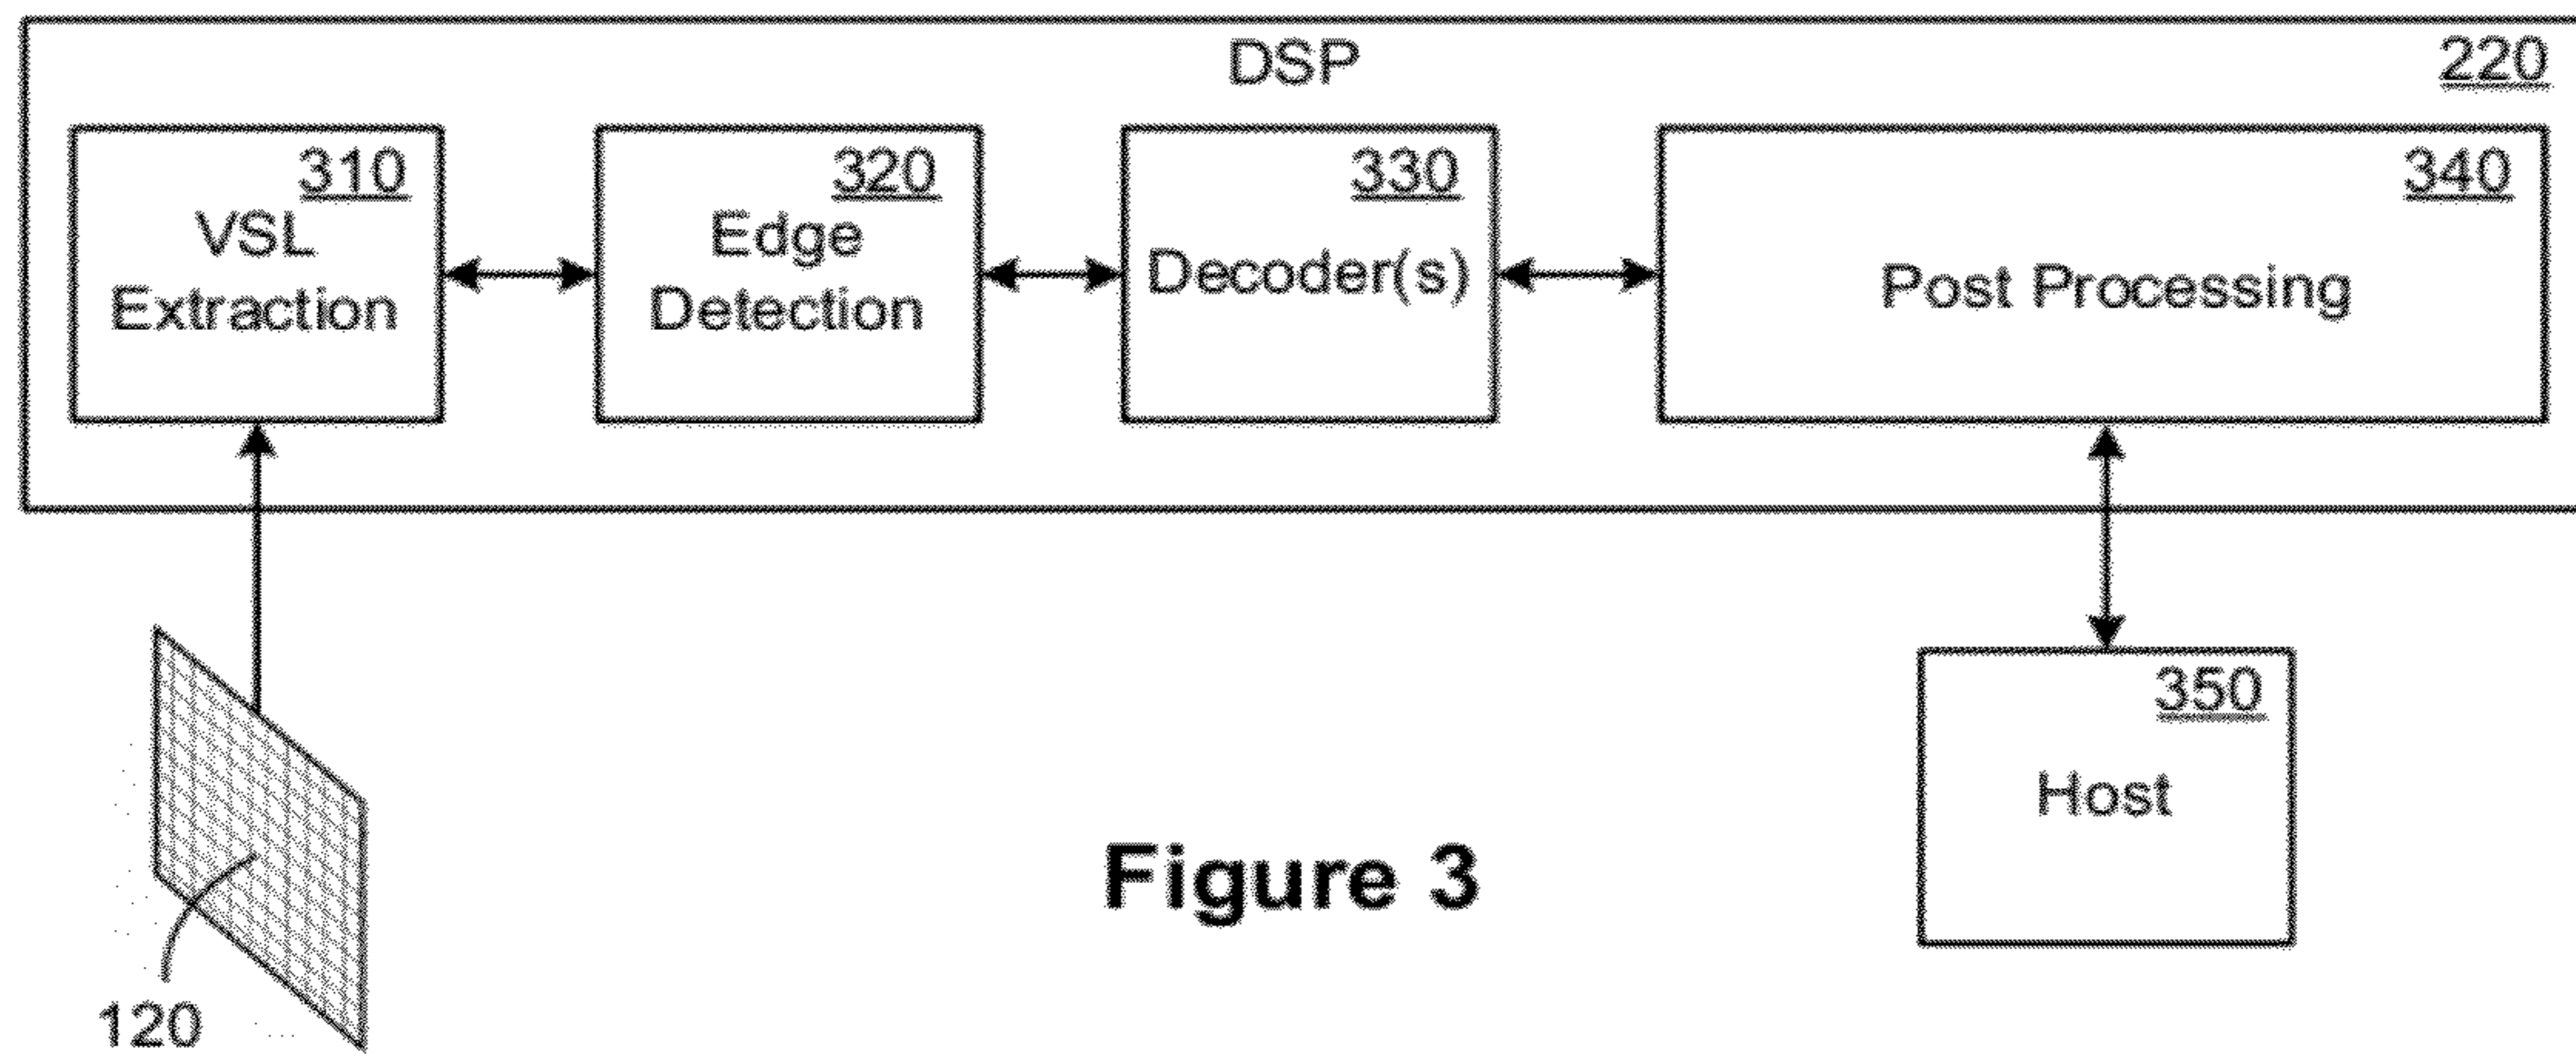 DSP
220
310
VSL
Extraction
320
Edge
Detection
330
Decoder(s)
340
Post Processing
350
Host
120
Figure 3